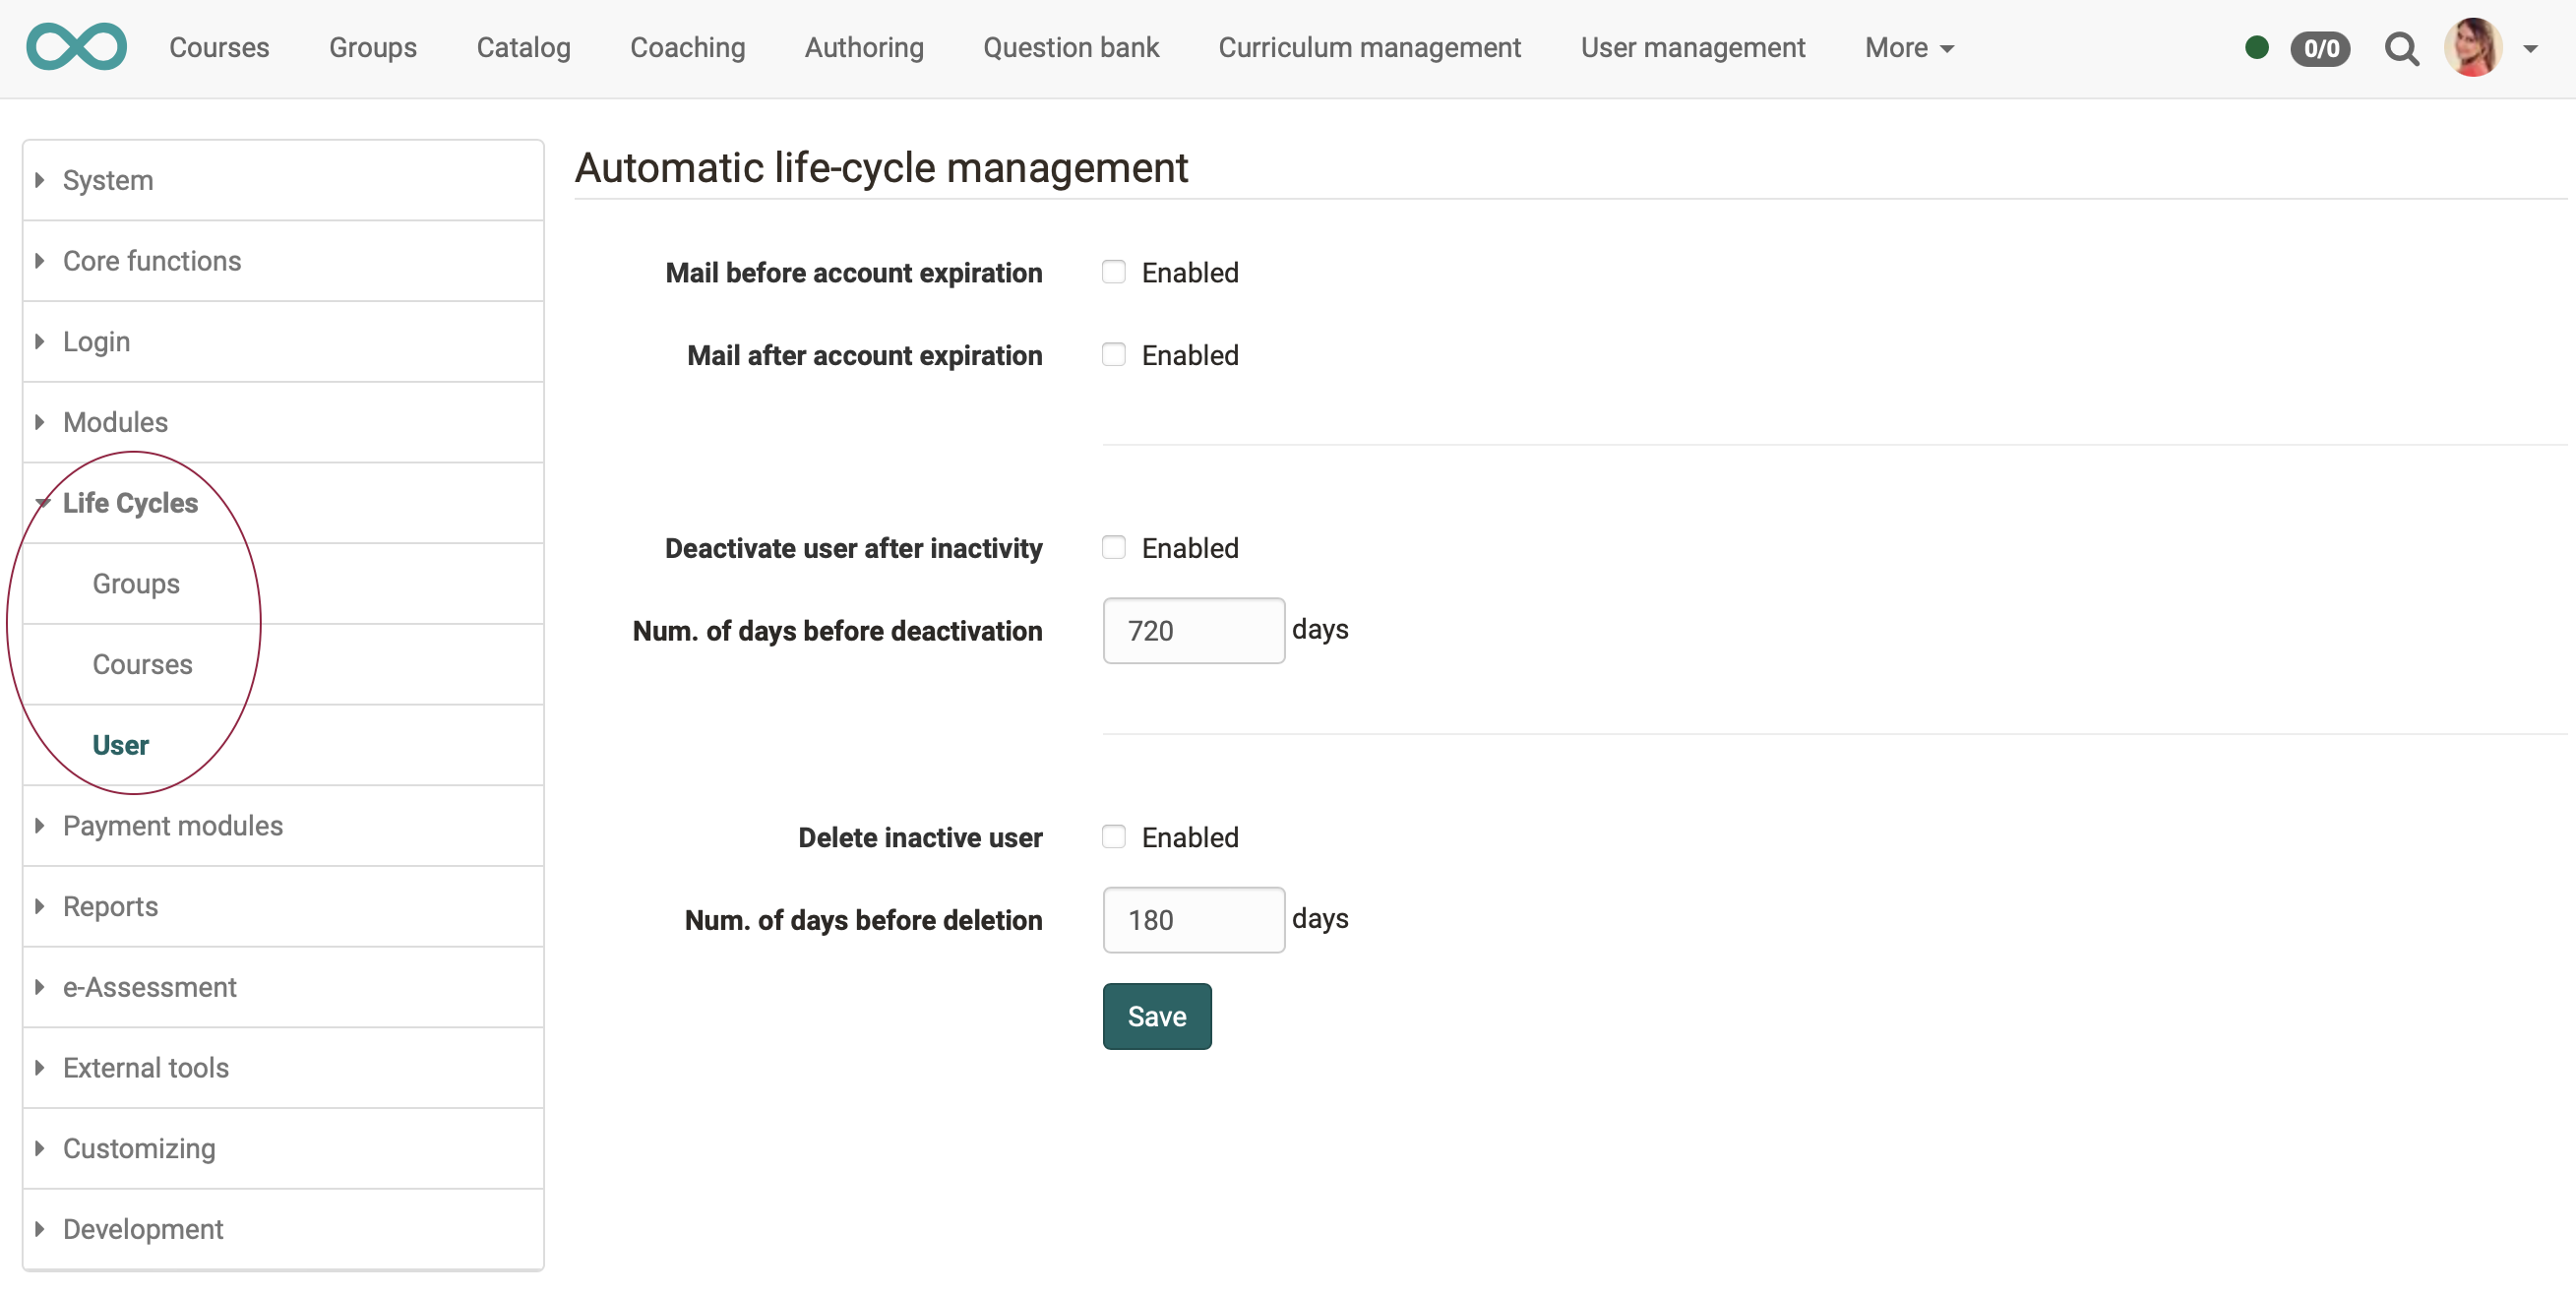 Courses Groups Catalog Coaching Authoring Question bank Curriculum management User management More 0/0
System
Core functions
Login
Modules
Life Cycles
Groups
Courses
User
Payment modules
Reports
e-Assessment
External tools
Customizing
Development
Automatic life-cycle management
Mail before account expiration Enabled
Mail after account expiration Enabled
Deactivate user after inactivity Enabled
Num. of days before deactivation 720 days
Delete inactive user Enabled
Num. of days before deletion 180 days
Save